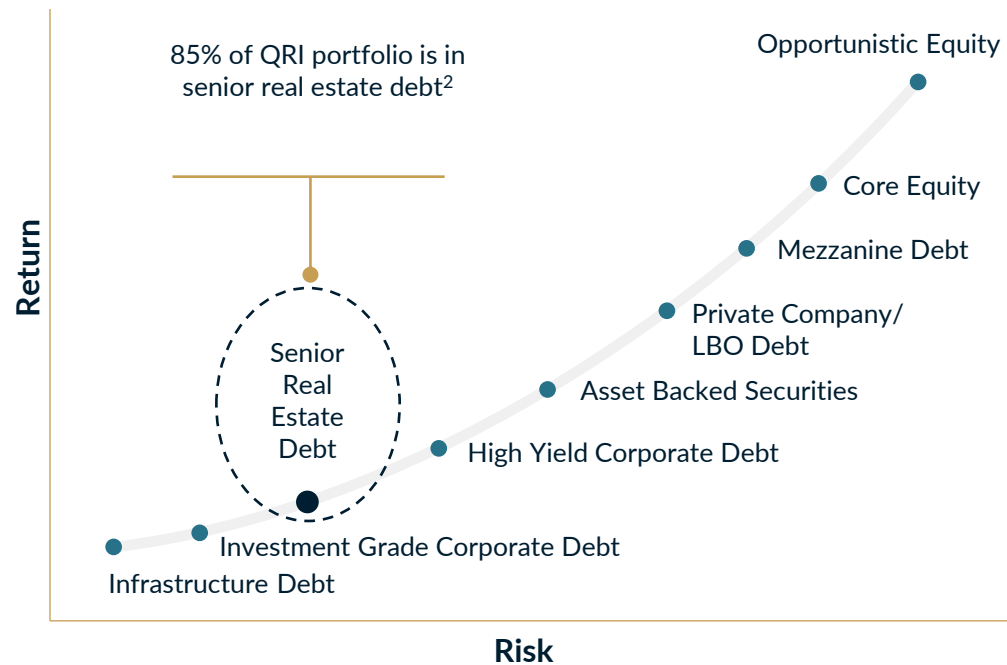 Opportunistic Equity
85% of QRI portfolio is in
senior real estate debt²
Core Equity
Return
Mezzanine Debt
Private Company/
LBO Debt
Senior
Real
Estate
Debt
Asset Backed Securities
High Yield Corporate Debt
Investment Grade Corporate Debt
Infrastructure Debt
Risk